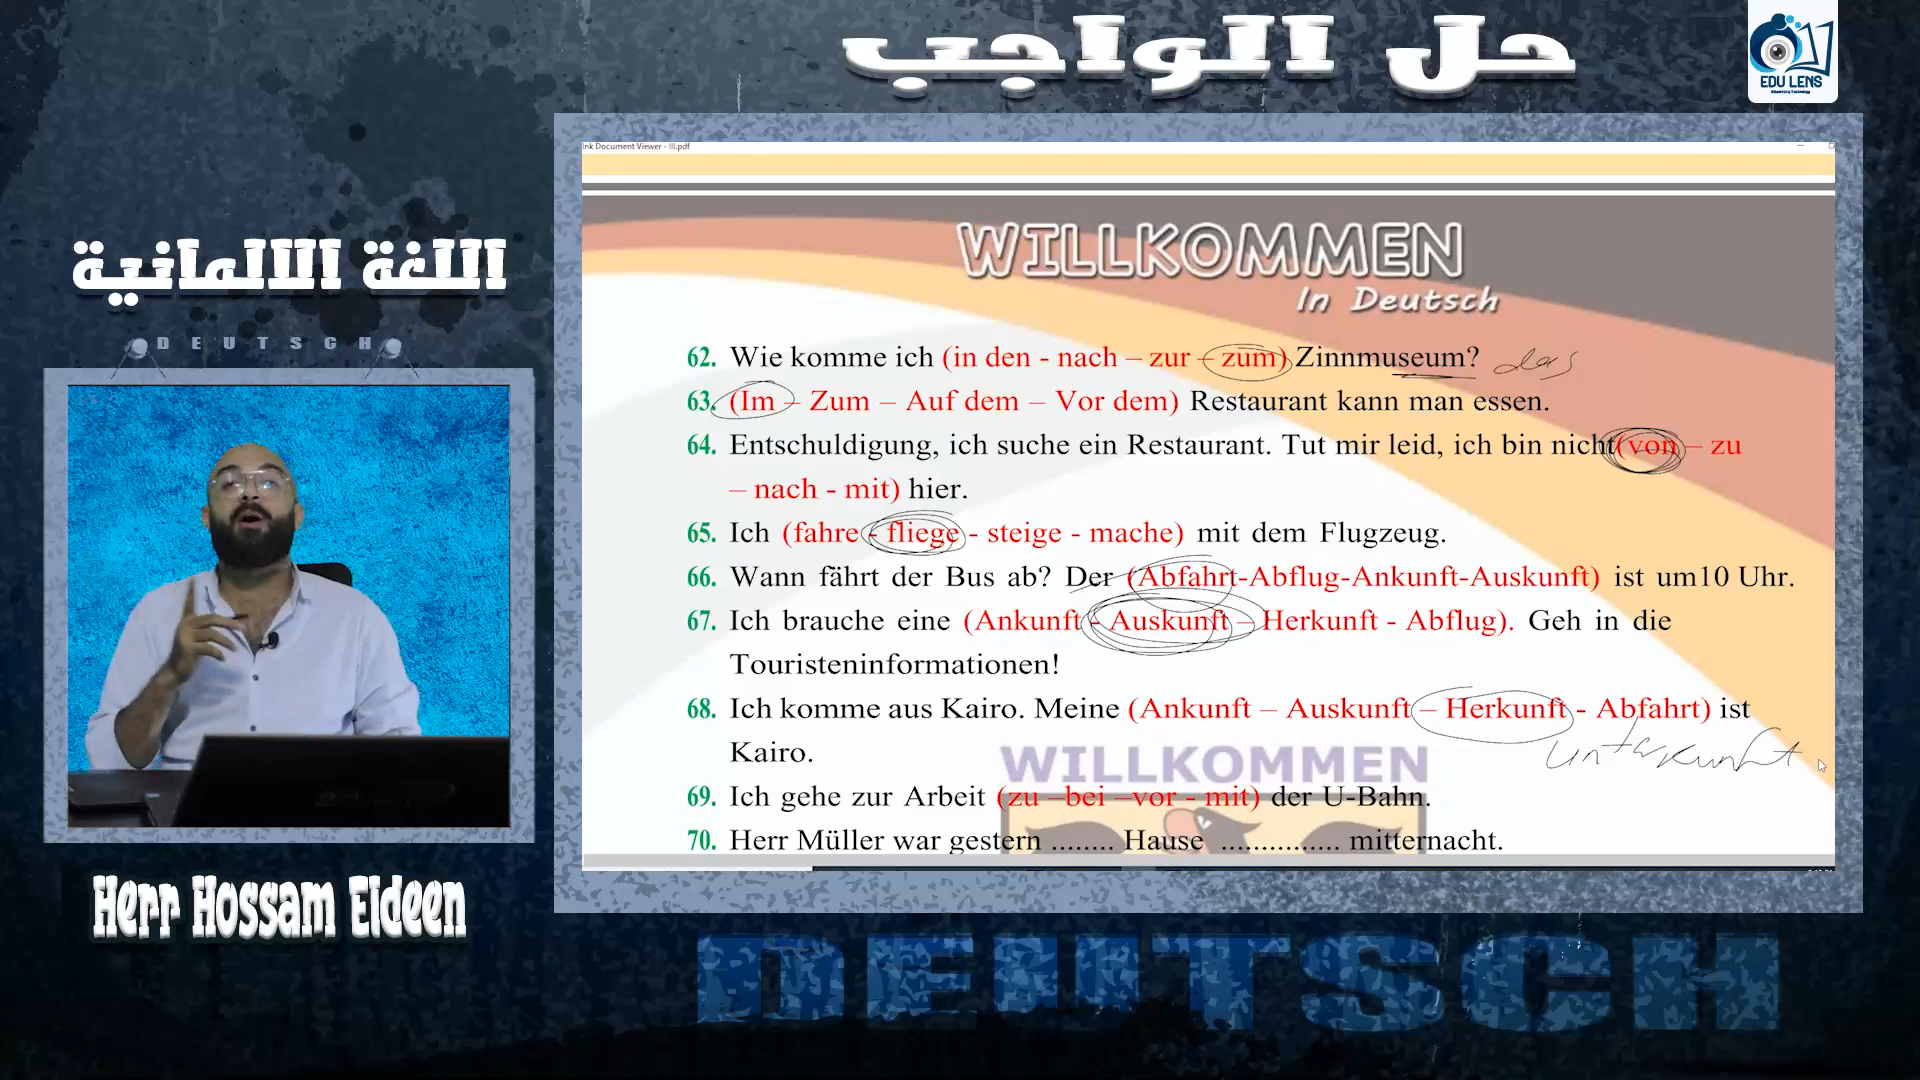 حل الواجب
EDU LENS
Ink Document Viewer - III.pdf
اللغة الالمانية
DEUTSCH
WILLKOMMEN
In Deutsch
62. Wie komme ich (in den - nach – zur – zum) Zinnmuseum? das
63. (Im – Zum – Auf dem – Vor dem) Restaurant kann man essen.
64. Entschuldigung, ich suche ein Restaurant. Tut mir leid, ich bin nicht(von – zu
– nach - mit) hier.
65. Ich (fahre - fliege - steige - mache) mit dem Flugzeug.
66. Wann fährt der Bus ab? Der (Abfahrt-Abflug-Ankunft-Auskunft) ist um10 Uhr.
67. Ich brauche eine (Ankunft - Auskunft – Herkunft - Abflug). Geh in die
Touristeninformationen!
68. Ich komme aus Kairo. Meine (Ankunft – Auskunft – Herkunft - Abfahrt) ist
Kairo.
unterkunft
WILLKOMMEN
69. Ich gehe zur Arbeit (zu –bei –vor - mit) der U-Bahn.
70. Herr Müller war gestern ........ Hause ............... mitternacht.
Herr Hossam Eldeen
DEUTSCH